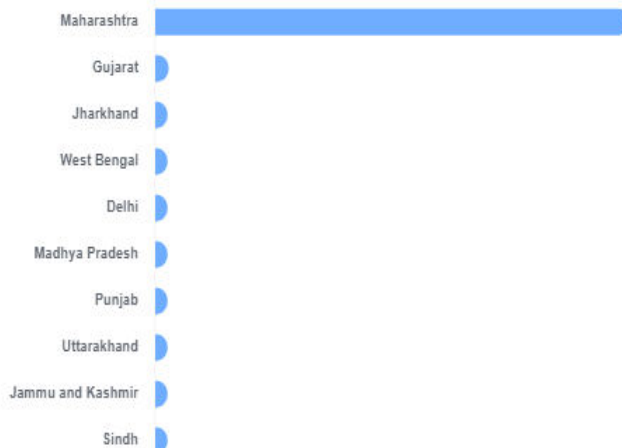 Maharashtra
Gujarat
Jharkhand
West Bengal
Delhi
Madhya Pradesh
Punjab
Uttarakhand
Jammu and Kashmir
Sindh